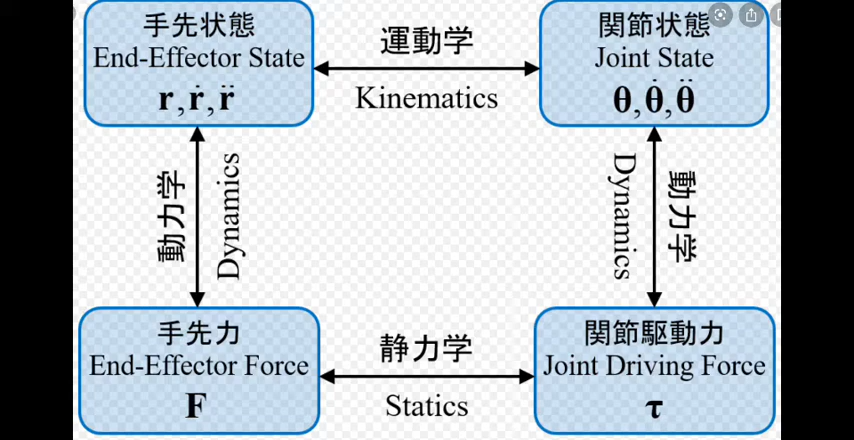 手先状態
End-Effector State
r, ṙ, r̈
運動学
Kinematics
関節状態
Joint State
θ, θ̇, θ̈
動力学
Dynamics
Dynamics
動力学
手先力
End-Effector Force
F
静力学
Statics
関節駆動力
Joint Driving Force
τ